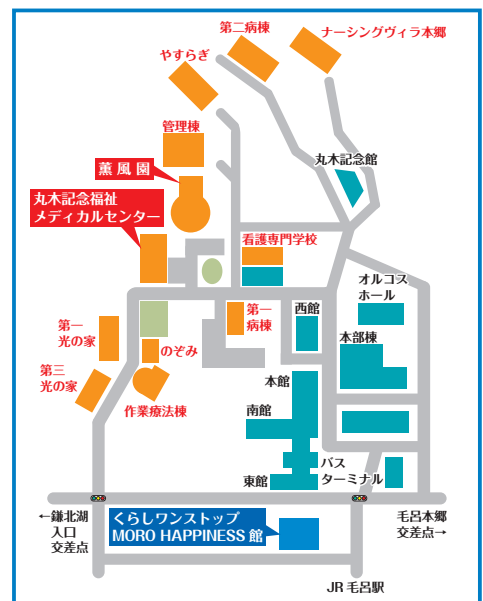 第二病棟
ナーシングヴィラ本郷
やすらぎ
管理棟
丸木記念館
薫風園
丸木記念福祉
メディカルセンター
看護専門学校
オルコス
ホール
第一
病棟
西館
第一
光の家
のぞみ
本部棟
第三
光の家
本館
作業療法棟
南館
バス
ターミナル
東館
←鎌北湖
入口
交差点
くらしワンストップ
MORO HAPPINESS 館
毛呂本郷
交差点→
JR 毛呂駅